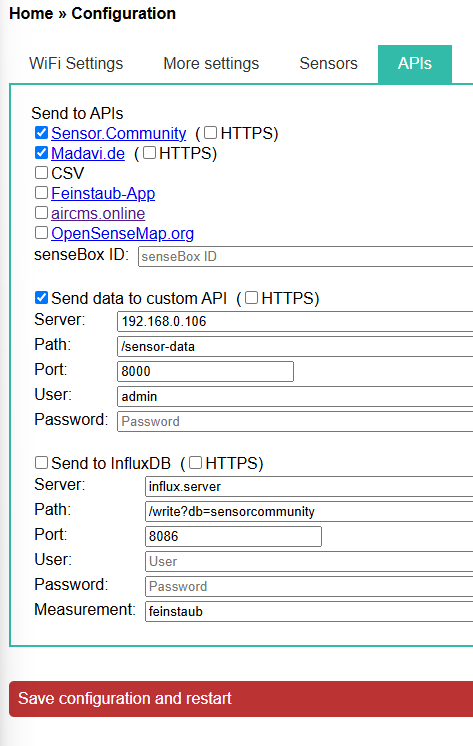 Home » Configuration
WiFi Settings More settings Sensors APIs
Send to APIs
Sensor.Community (HTTPS)
Madavi.de (HTTPS)
CSV
Feinstaub-App
aircms.online
OpenSenseMap.org
senseBox ID: senseBox ID
Send data to custom API (HTTPS)
Server: 192.168.0.106
Path: /sensor-data
Port: 8000
User: admin
Password: Password
Send to InfluxDB (HTTPS)
Server: influx.server
Path: /write?db=sensorcommunity
Port: 8086
User: User
Password: Password
Measurement: feinstaub
Save configuration and restart